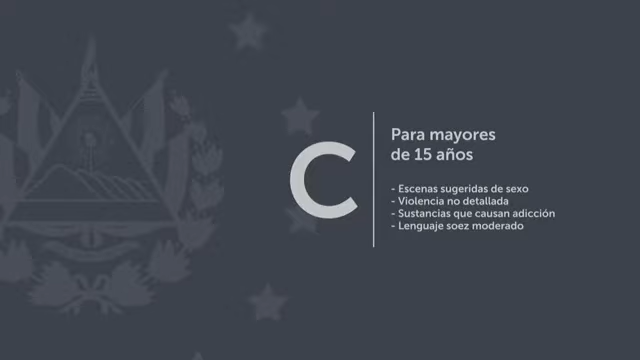 C
Para mayores
de 15 años
- Escenas sugeridas de sexo
- Violencia no detallada
- Sustancias que causan adicción
- Lenguaje soez moderado